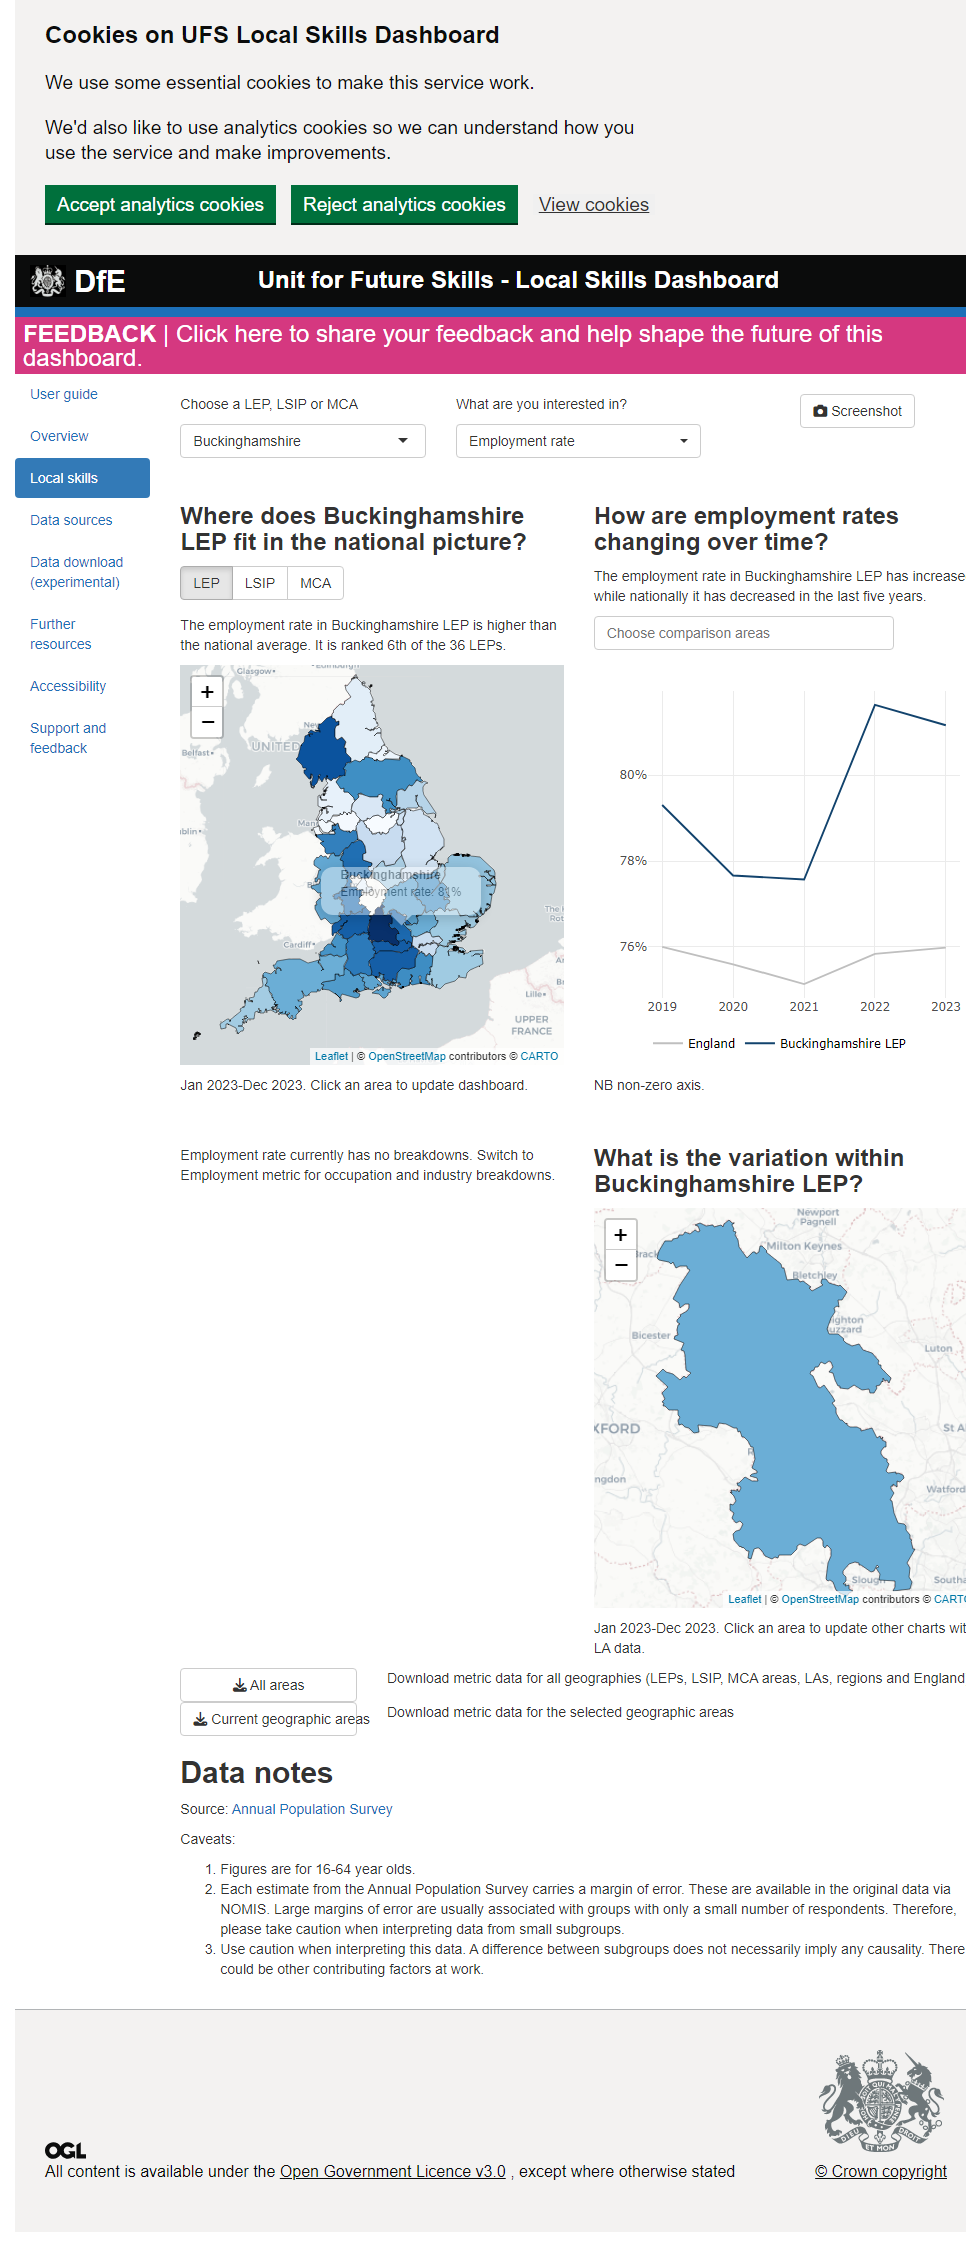 Cookies on UFS Local Skills Dashboard
We use some essential cookies to make this service work.
We'd also like to use analytics cookies so we can understand how you
use the service and make improvements.
Accept analytics cookies
Reject analytics cookies
View cookies
DfE
Unit for Future Skills - Local Skills Dashboard
FEEDBACK | Click here to share your feedback and help shape the future of this
dashboard.
User guide
Overview
Local skills
Data sources
Data download
(experimental)
Further
resources
Accessibility
Support and
feedback
Choose a LEP, LSIP or MCA
Buckinghamshire
What are you interested in?
Employment rate
Screenshot
Where does Buckinghamshire
LEP fit in the national picture?
LEP
LSIP
MCA
The employment rate in Buckinghamshire LEP is higher than
the national average. It is ranked 6th of the 36 LEPs.
+
−
Glasgow
UNITED
Belfast
Buckinghamshire
Employment rate: 81%
Cardiff
Lille
UPPER
FRANCE
Leaflet | © OpenStreetMap contributors © CARTO
Jan 2023-Dec 2023. Click an area to update dashboard.
How are employment rates
changing over time?
The employment rate in Buckinghamshire LEP has increase
while nationally it has decreased in the last five years.
Choose comparison areas
80%
78%
76%
2019
2020
2021
2022
2023
England
Buckinghamshire LEP
NB non-zero axis.
Employment rate currently has no breakdowns. Switch to
Employment metric for occupation and industry breakdowns.
What is the variation within
Buckinghamshire LEP?
+
−
Newport
Pagnell
Milton Keynes
Brack
Bletchley
ighton
uzzard
Bicester
Luton
XFORD
St A
ngdon
Watford
Slough
Southa
Leaflet | © OpenStreetMap contributors © CARTO
Jan 2023-Dec 2023. Click an area to update other charts wit
LA data.
All areas
Download metric data for all geographies (LEPs, LSIP, MCA areas, LAs, regions and England
Current geographic areas
Download metric data for the selected geographic areas
Data notes
Source: Annual Population Survey
Caveats:
1. Figures are for 16-64 year olds.
2. Each estimate from the Annual Population Survey carries a margin of error. These are available in the original data via
NOMIS. Large margins of error are usually associated with groups with only a small number of respondents. Therefore,
please take caution when interpreting data from small subgroups.
3. Use caution when interpreting this data. A difference between subgroups does not necessarily imply any causality. There
could be other contributing factors at work.
OGL
All content is available under the Open Government Licence v3.0 , except where otherwise stated
© Crown copyright